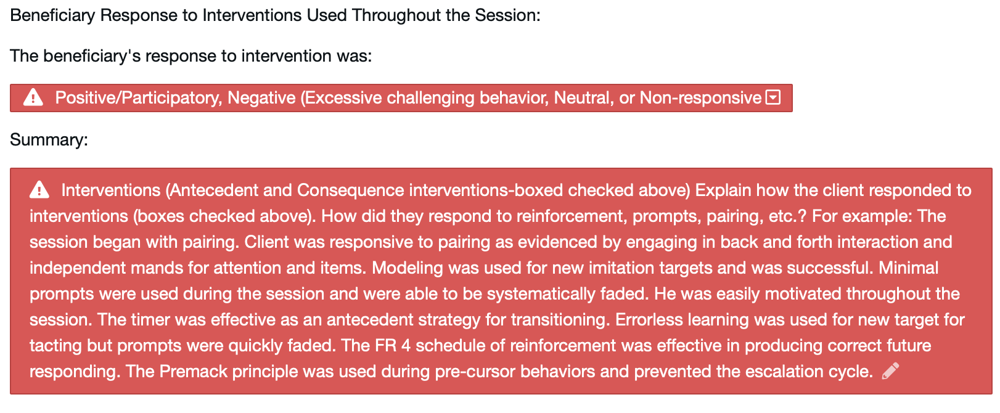 Beneficiary Response to Interventions Used Throughout the Session:
The beneficiary's response to intervention was:
Positive/Participatory, Negative (Excessive challenging behavior, Neutral, or Non-responsive
Summary:
Interventions (Antecedent and Consequence interventions-boxed checked above) Explain how the client responded to
interventions (boxes checked above). How did they respond to reinforcement, prompts, pairing, etc.? For example: The
session began with pairing. Client was responsive to pairing as evidenced by engaging in back and forth interaction and
independent mands for attention and items. Modeling was used for new imitation targets and was successful. Minimal
prompts were used during the session and were able to be systematically faded. He was easily motivated throughout the
session. The timer was effective as an antecedent strategy for transitioning. Errorless learning was used for new target for
tacting but prompts were quickly faded. The FR 4 schedule of reinforcement was effective in producing correct future
responding. The Premack principle was used during pre-cursor behaviors and prevented the escalation cycle.